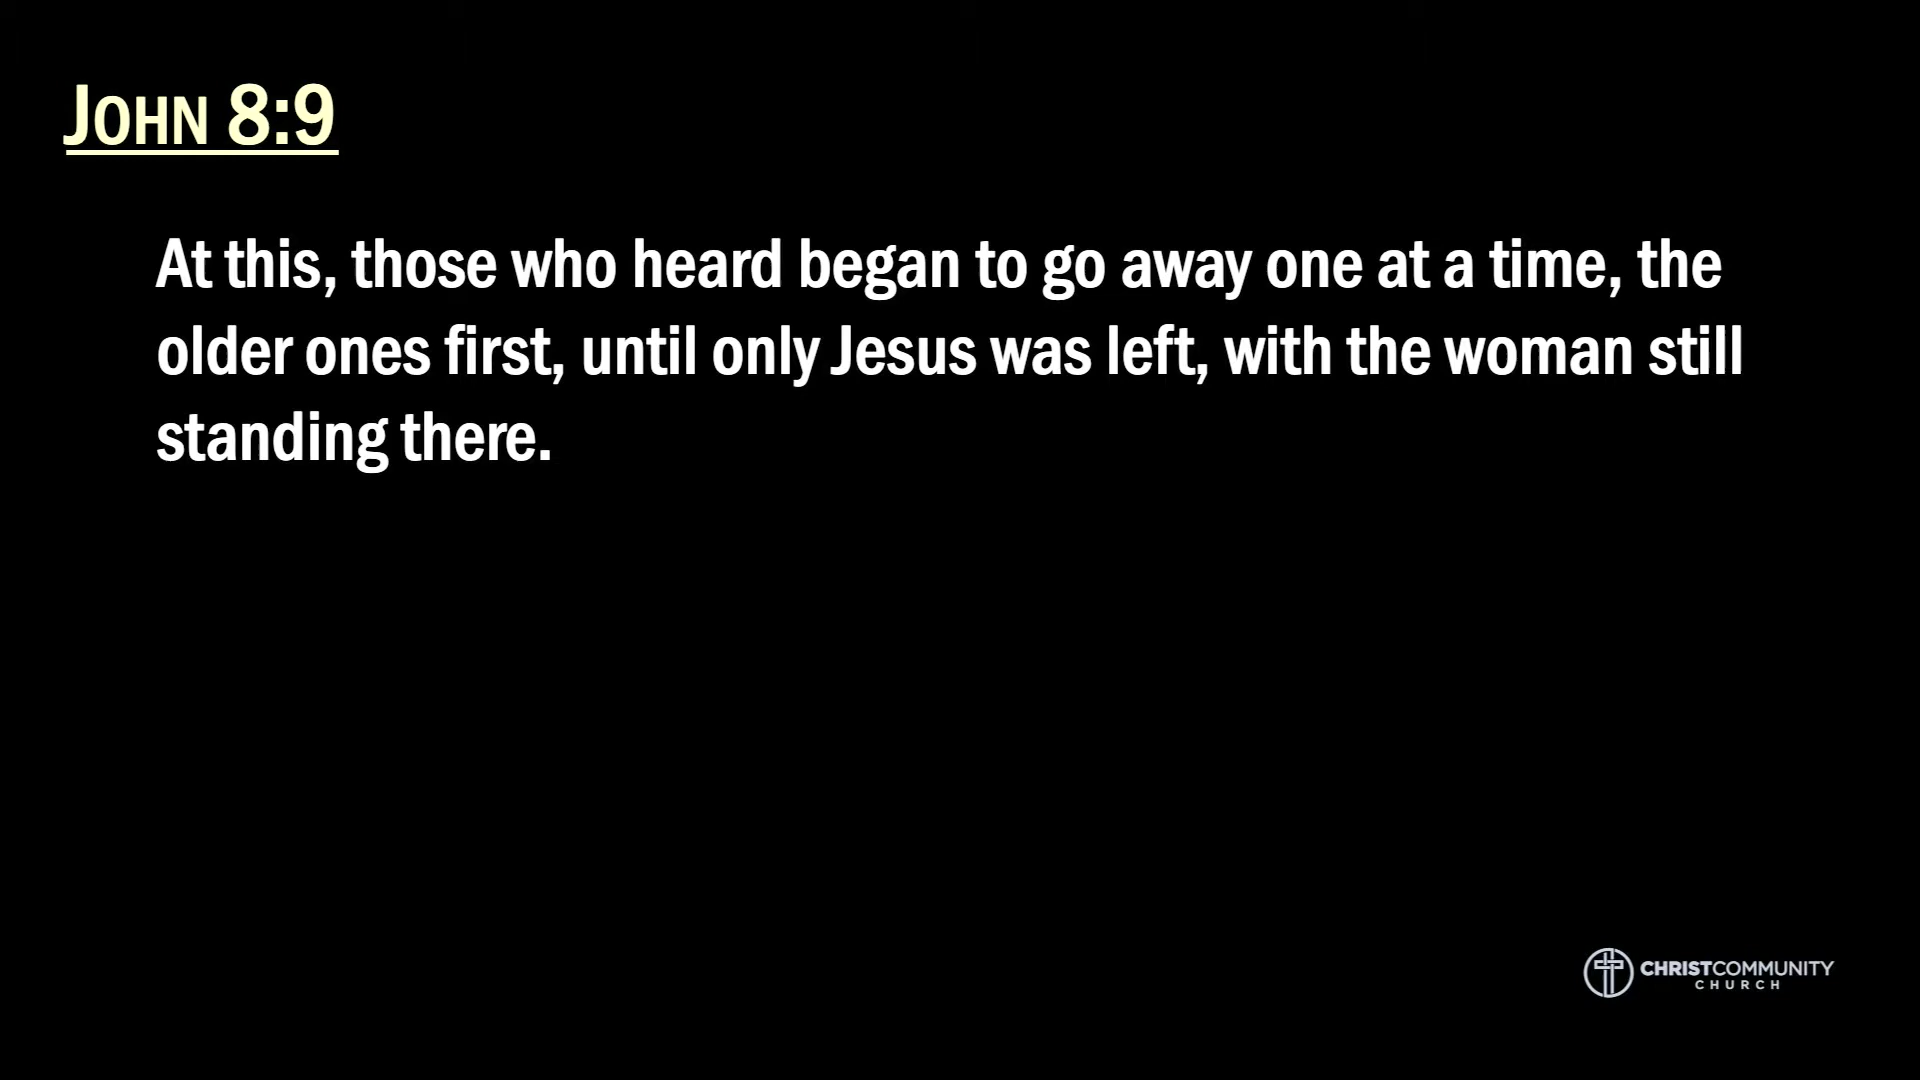 JOHN 8:9
At this, those who heard began to go away one at a time, the
older ones first, until only Jesus was left, with the woman still
standing there.
CHRISTCOMMUNITY
CHURCH